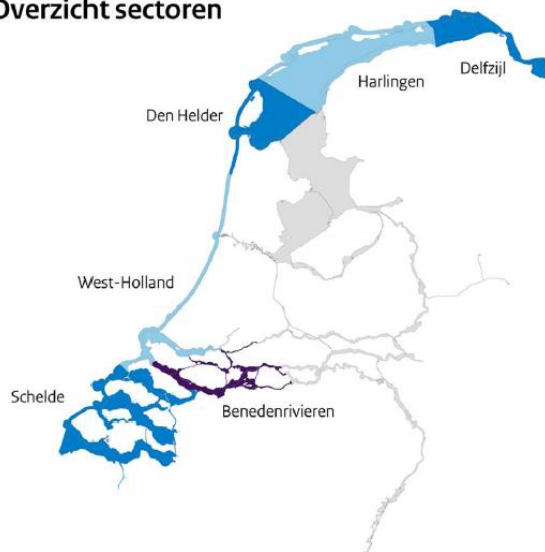 Overzicht sectoren
Delfzijl
Harlingen
Den Helder
West-Holland
Schelde
Benedenrivieren